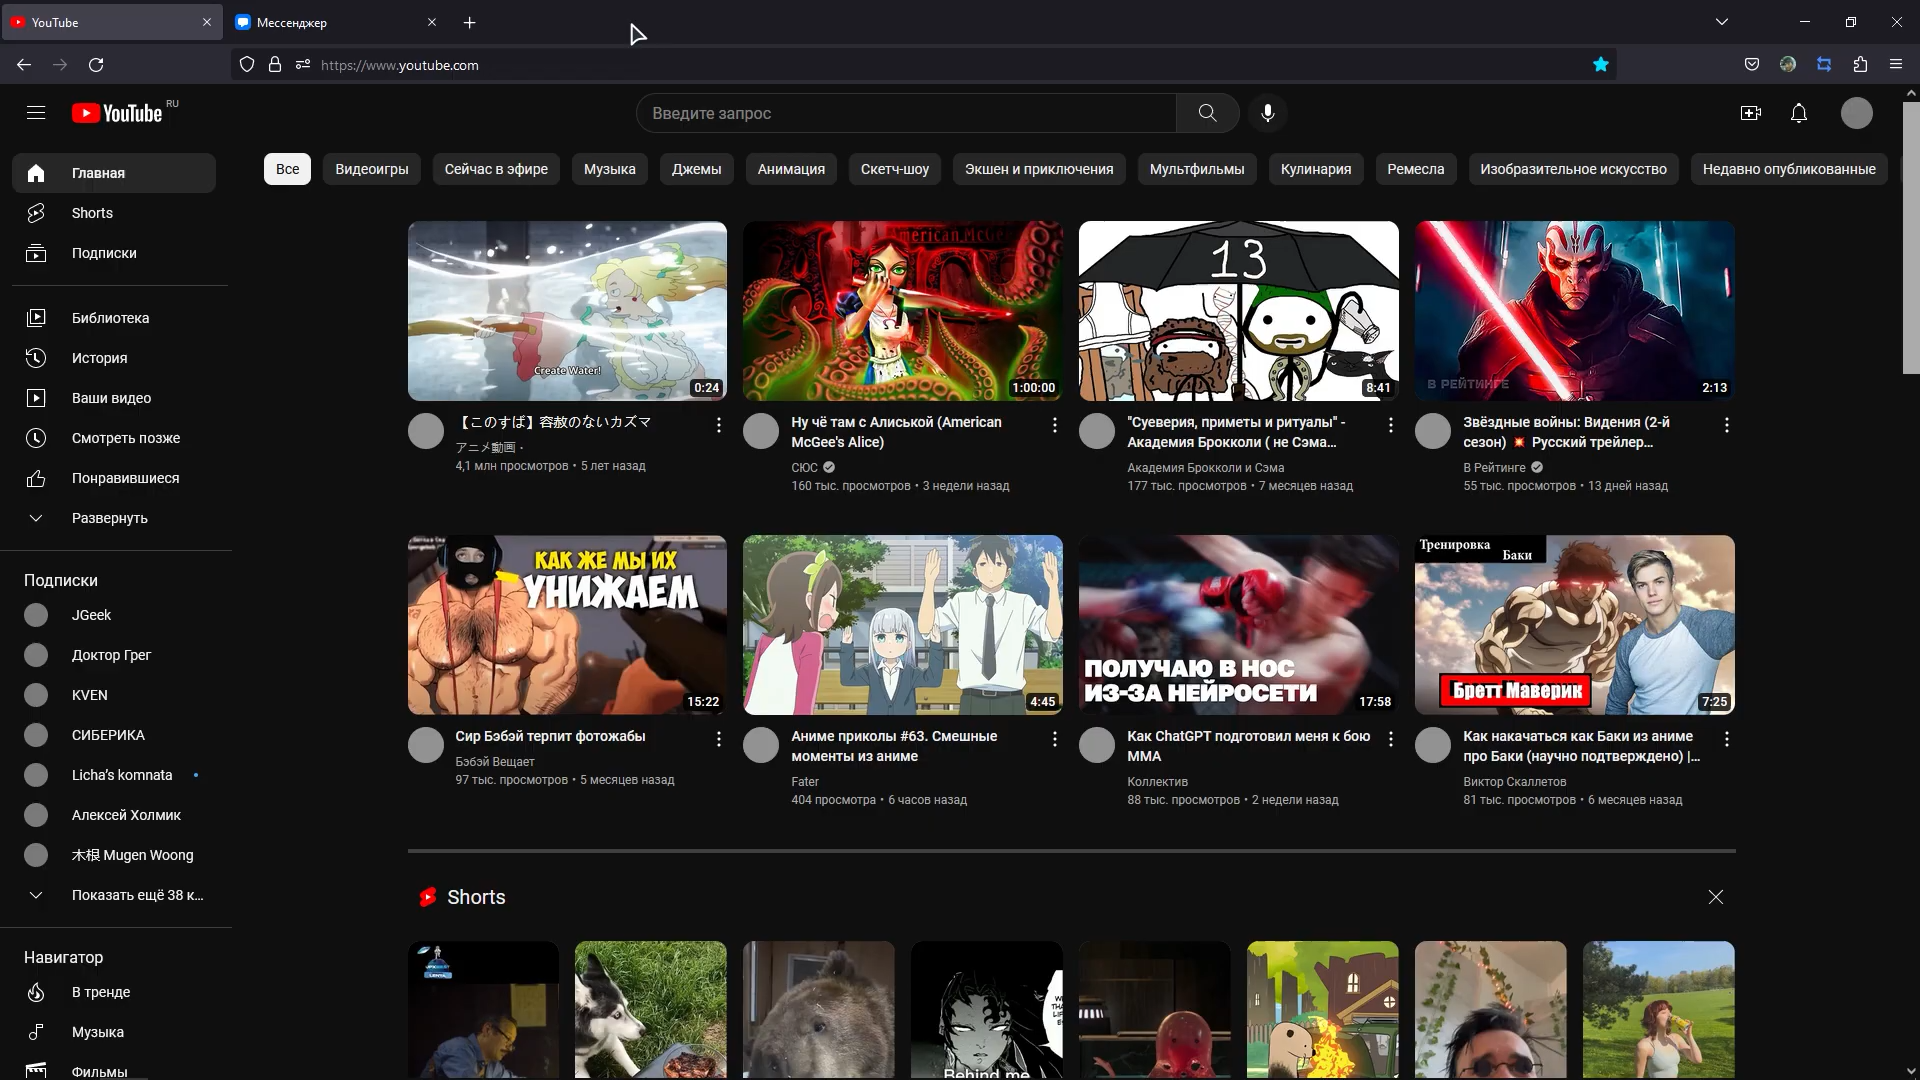 YouTube
Мессенджер
https://www.youtube.com
YouTube RU
Введите запрос
Главная
Shorts
Подписки
Библиотека
История
Ваши видео
Смотреть позже
Понравившиеся
Развернуть
Подписки
JGeek
Доктор Грег
KVEN
СИБЕРИКА
Licha’s komnata
Алексей Холмик
木根 Mugen Woong
Показать ещё 38 к...
Навигатор
В тренде
Музыка
Фильмы
Все
Видеоигры
Сейчас в эфире
Музыка
Джемы
Анимация
Скетч-шоу
Экшен и приключения
Мультфильмы
Кулинария
Ремесла
Изобразительное искусство
Недавно опубликованные
Create Water!
0:24
【このすば】容赦のないカズマ
アニメ動画・
4,1 млн просмотров • 5 лет назад
American McGee
1:00:00
Ну чё там с Алиськой (American
McGee's Alice)
СЮС
160 тыс. просмотров • 3 недели назад
13
8:41
"Суеверия, приметы и ритуалы" -
Академия Брокколи ( не Сэма...
Академия Брокколи и Сэма
177 тыс. просмотров • 7 месяцев назад
В РЕЙТИНГЕ
2:13
Звёздные войны: Видения (2-й
сезон) 💥 Русский трейлер...
В Рейтинге
55 тыс. просмотров • 13 дней назад
КАК ЖЕ МЫ ИХ
УНИЖАЕМ
15:22
Сир Бэбэй терпит фотожабы
Бэбэй Вещает
97 тыс. просмотров • 5 месяцев назад
4:45
Аниме приколы #63. Смешные
моменты из аниме
Fater
404 просмотра • 6 часов назад
ПОЛУЧАЮ В НОС
ИЗ-ЗА НЕЙРОСЕТИ
17:58
Как ChatGPT подготовил меня к бою
ММА
Коллектив
88 тыс. просмотров • 2 недели назад
Тренировка
Баки
Бретт Маверик
7:25
Как накачаться как Баки из аниме
про Баки (научно подтверждено) |...
Виктор Скаллетов
81 тыс. просмотров • 6 месяцев назад
Shorts
Behind me